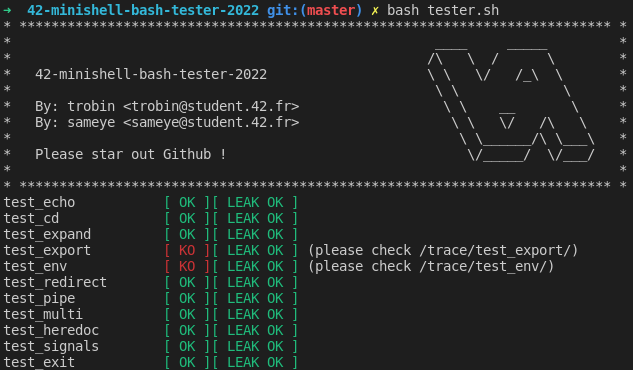 ➜  42-minishell-bash-tester-2022 git:(master) ✗ bash tester.sh
* ************************************************************************** *
42-minishell-bash-tester-2022
By: trobin <trobin@student.42.fr>
By: sameye <sameye@student.42.fr>
Please star out Github !
* ************************************************************************** *
test_echo [ OK ][ LEAK OK ]
test_cd [ OK ][ LEAK OK ]
test_expand [ OK ][ LEAK OK ]
test_export [ KO ][ LEAK OK ] (please check /trace/test_export/)
test_env [ KO ][ LEAK OK ] (please check /trace/test_env/)
test_redirect [ OK ][ LEAK OK ]
test_pipe [ OK ][ LEAK OK ]
test_multi [ OK ][ LEAK OK ]
test_heredoc [ OK ][ LEAK OK ]
test_signals [ OK ][ LEAK OK ]
test_exit [ OK ][ LEAK OK ]